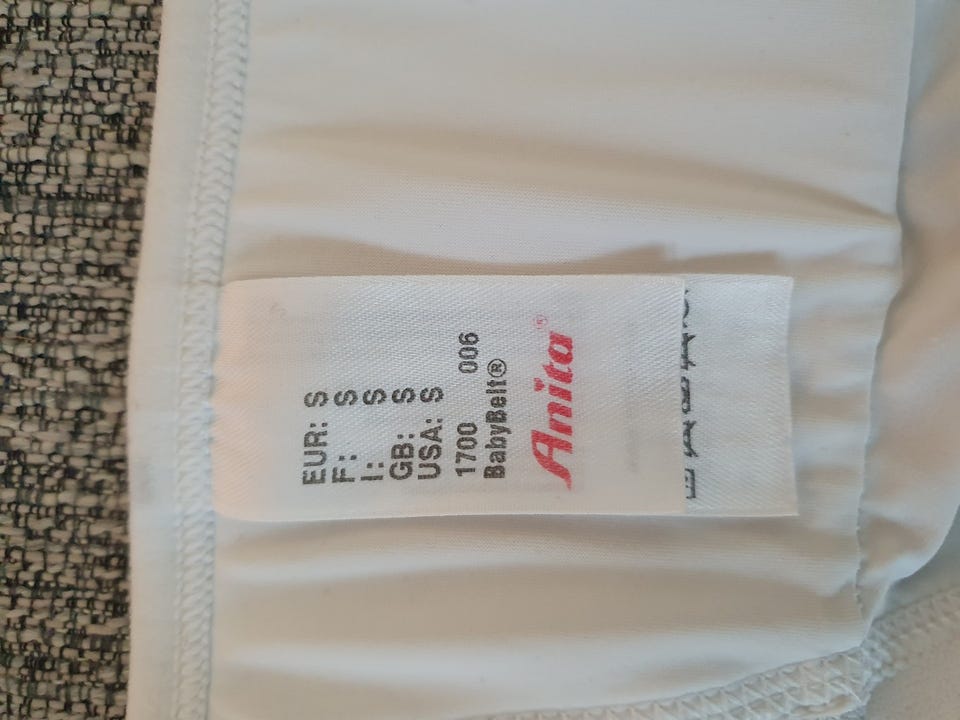 EUR: S
F: S
I: S
GB: S
USA: S
1700 006
BabyBelt®
Anita®